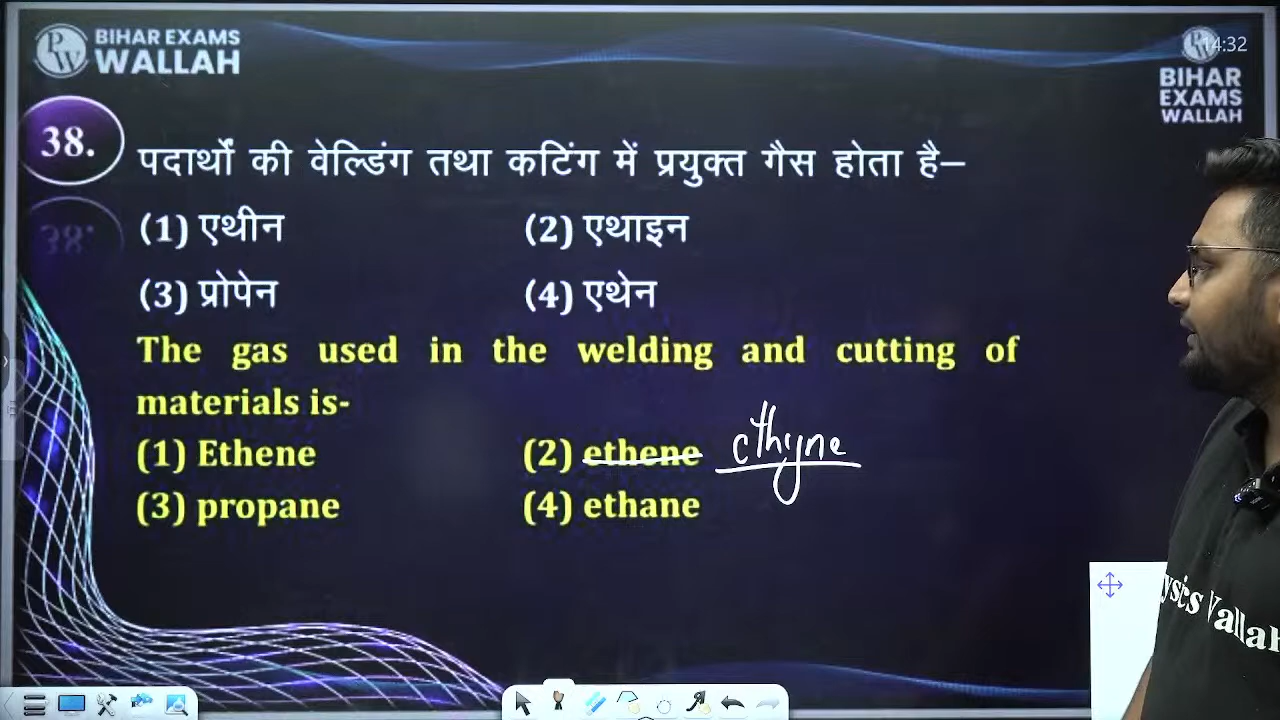 BIHAR EXAMS
WALLAH
14:32
BIHAR
EXAMS
WALLAH
38.
पदार्थों की वेल्डिंग तथा कटिंग में प्रयुक्त गैस होता है–
(1) एथीन (2) एथाइन
(3) प्रोपेन (4) एथेन
The gas used in the welding and cutting of
materials is-
(1) Ethene (2) ethene ethyne
(3) propane (4) ethane
ysics Wallah